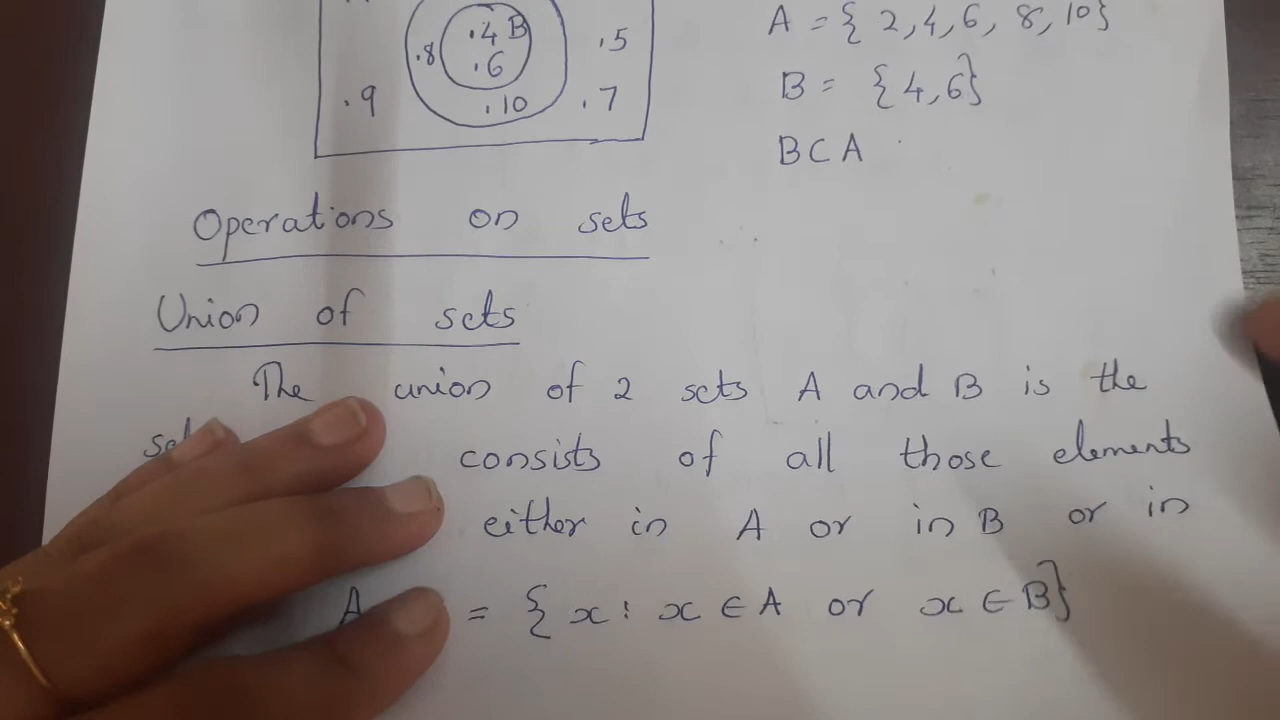 A = { 2, 4, 6, 8, 10}
.4 B
.5
.8
.6
B = {4, 6}
.9
.10
.7
B ⊂ A
Operations on sets
Union of sets
The union of 2 sets A and B is the
consists of all those elements
either in A or in B or in
A = { x : x ∈ A or x ∈ B}